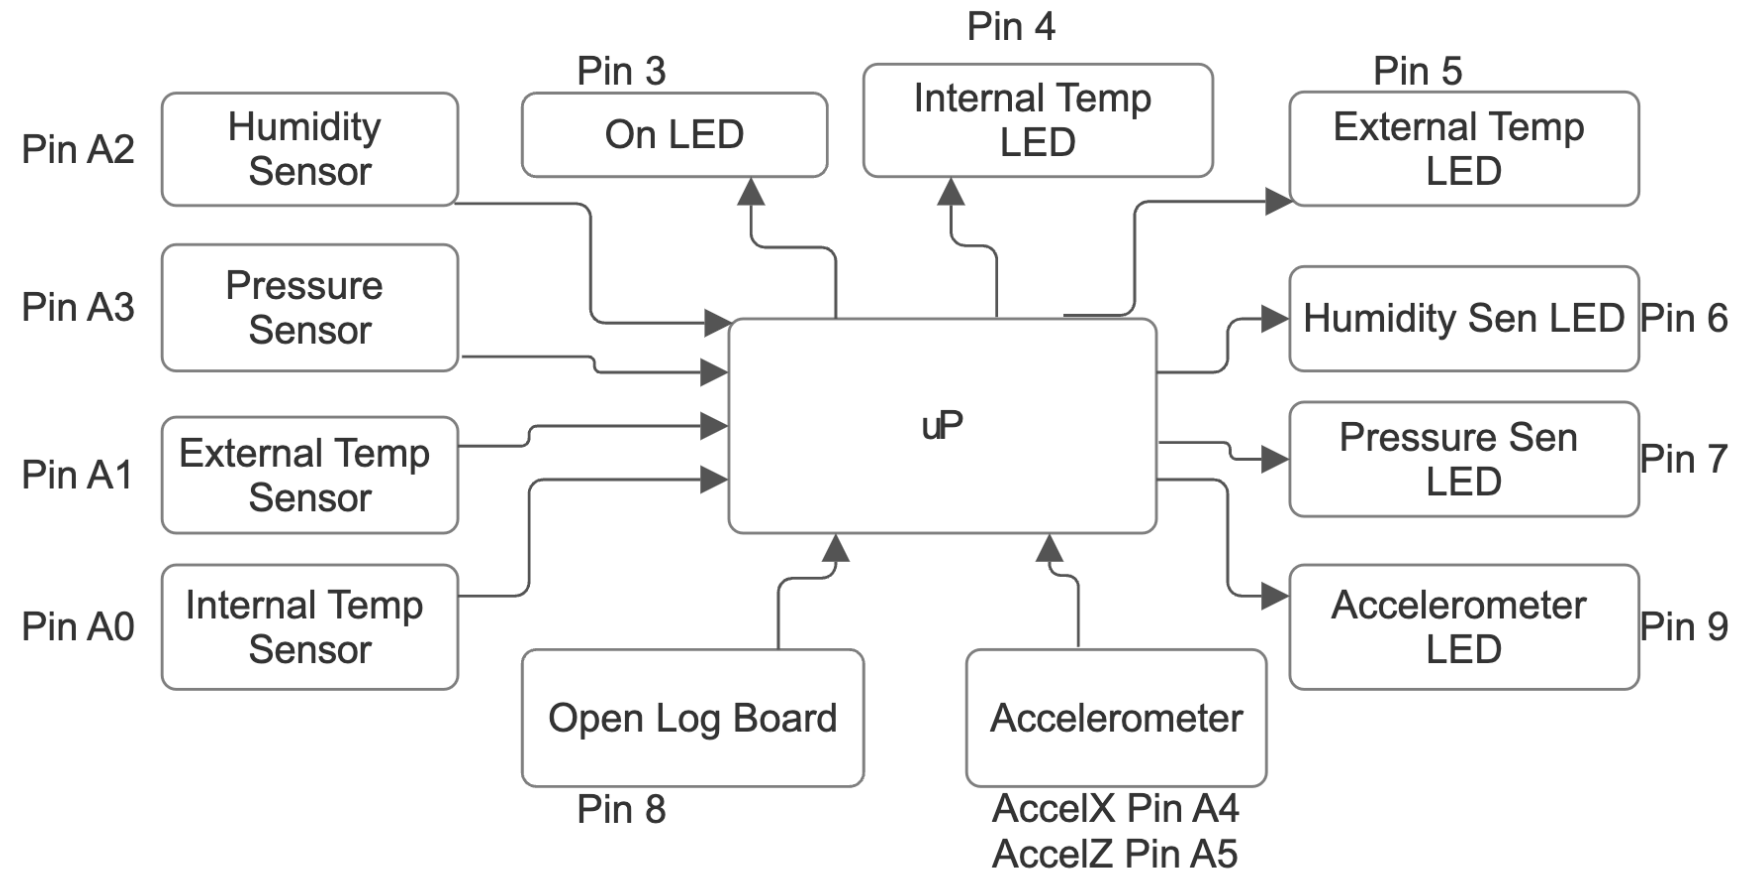 Pin 4
Pin 3
Pin 5
Internal Temp
LED
Humidity
Sensor
On LED
External Temp
LED
Pin A2
Pressure
Sensor
Pin A3
Humidity Sen LED
Pin 6
uP
External Temp
Sensor
Pin A1
Pressure Sen
LED
Pin 7
Internal Temp
Sensor
Pin A0
Accelerometer
LED
Pin 9
Open Log Board
Accelerometer
Pin 8
AccelX Pin A4
AccelZ Pin A5